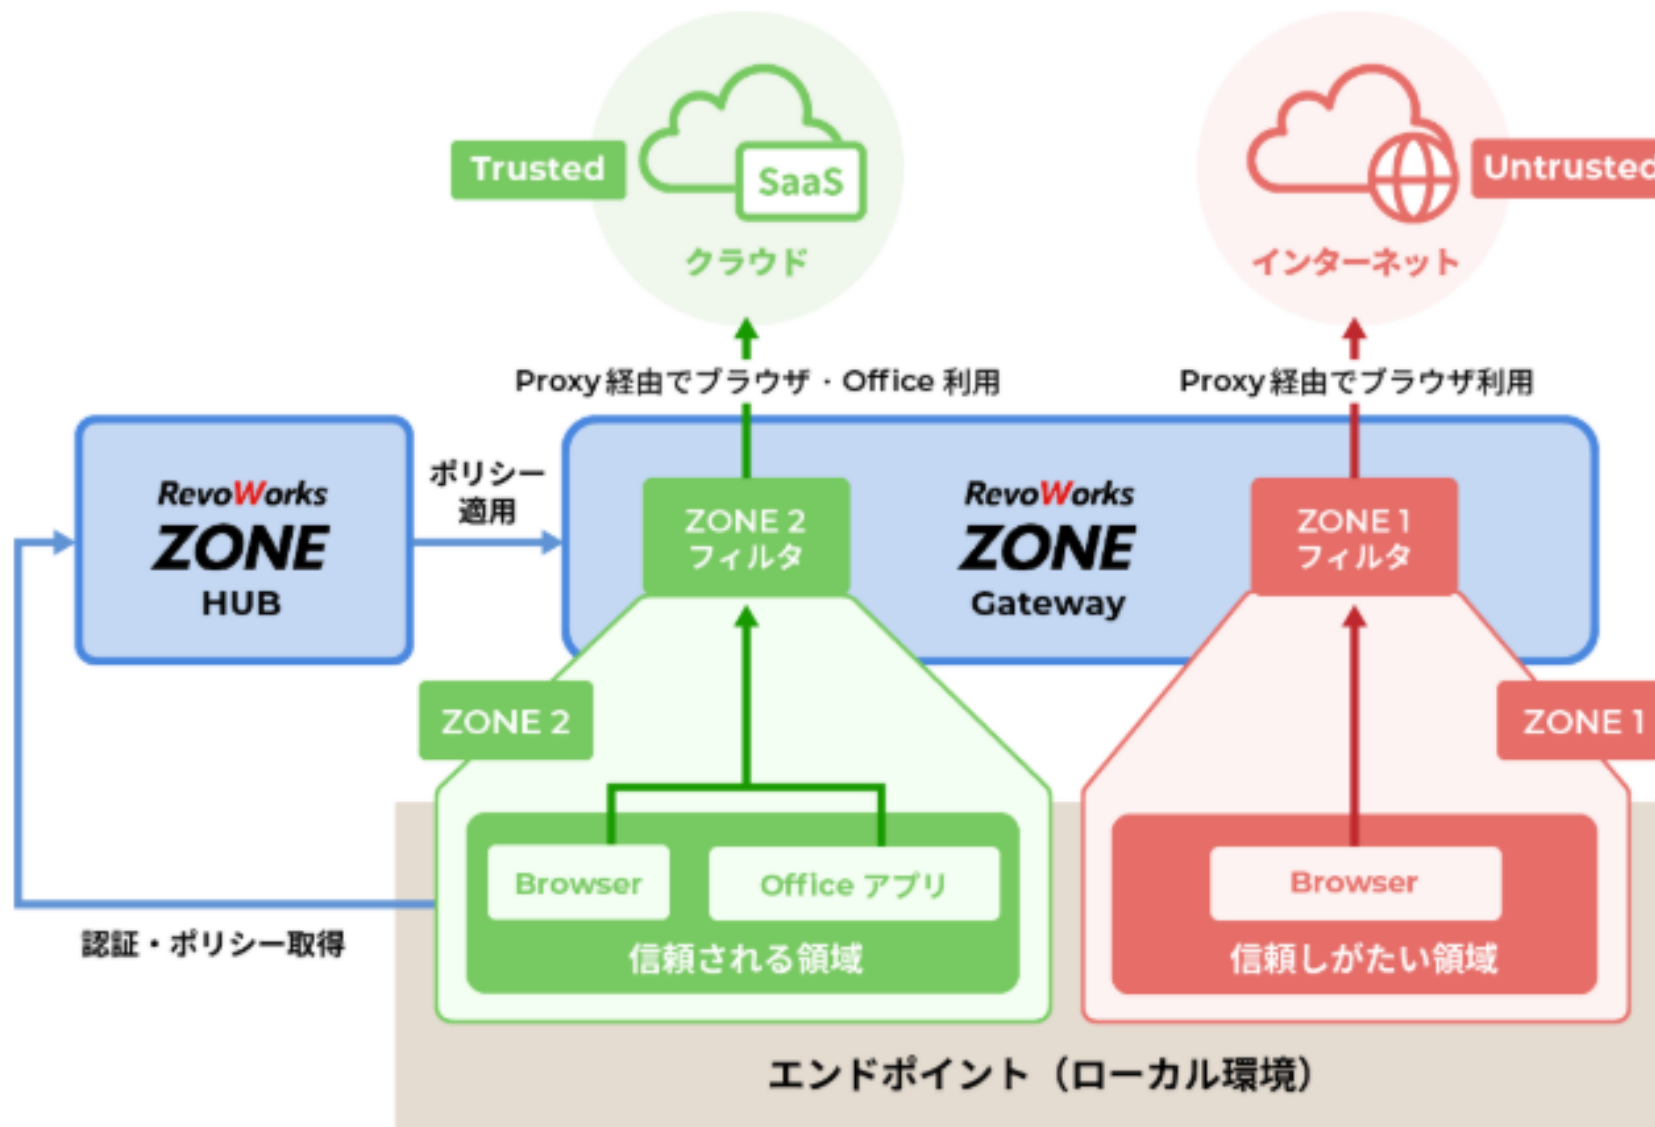 Trusted
SaaS
クラウド
Untrusted
インターネット
Proxy経由でブラウザ・Office 利用
Proxy経由でブラウザ利用
RevoWorks
ZONE
HUB
ポリシー
適用
ZONE 2
フィルタ
RevoWorks
ZONE
Gateway
ZONE 1
フィルタ
ZONE 2
ZONE 1
Browser
Office アプリ
信頼される領域
Browser
信頼しがたい領域
認証・ポリシー取得
エンドポイント（ローカル環境）